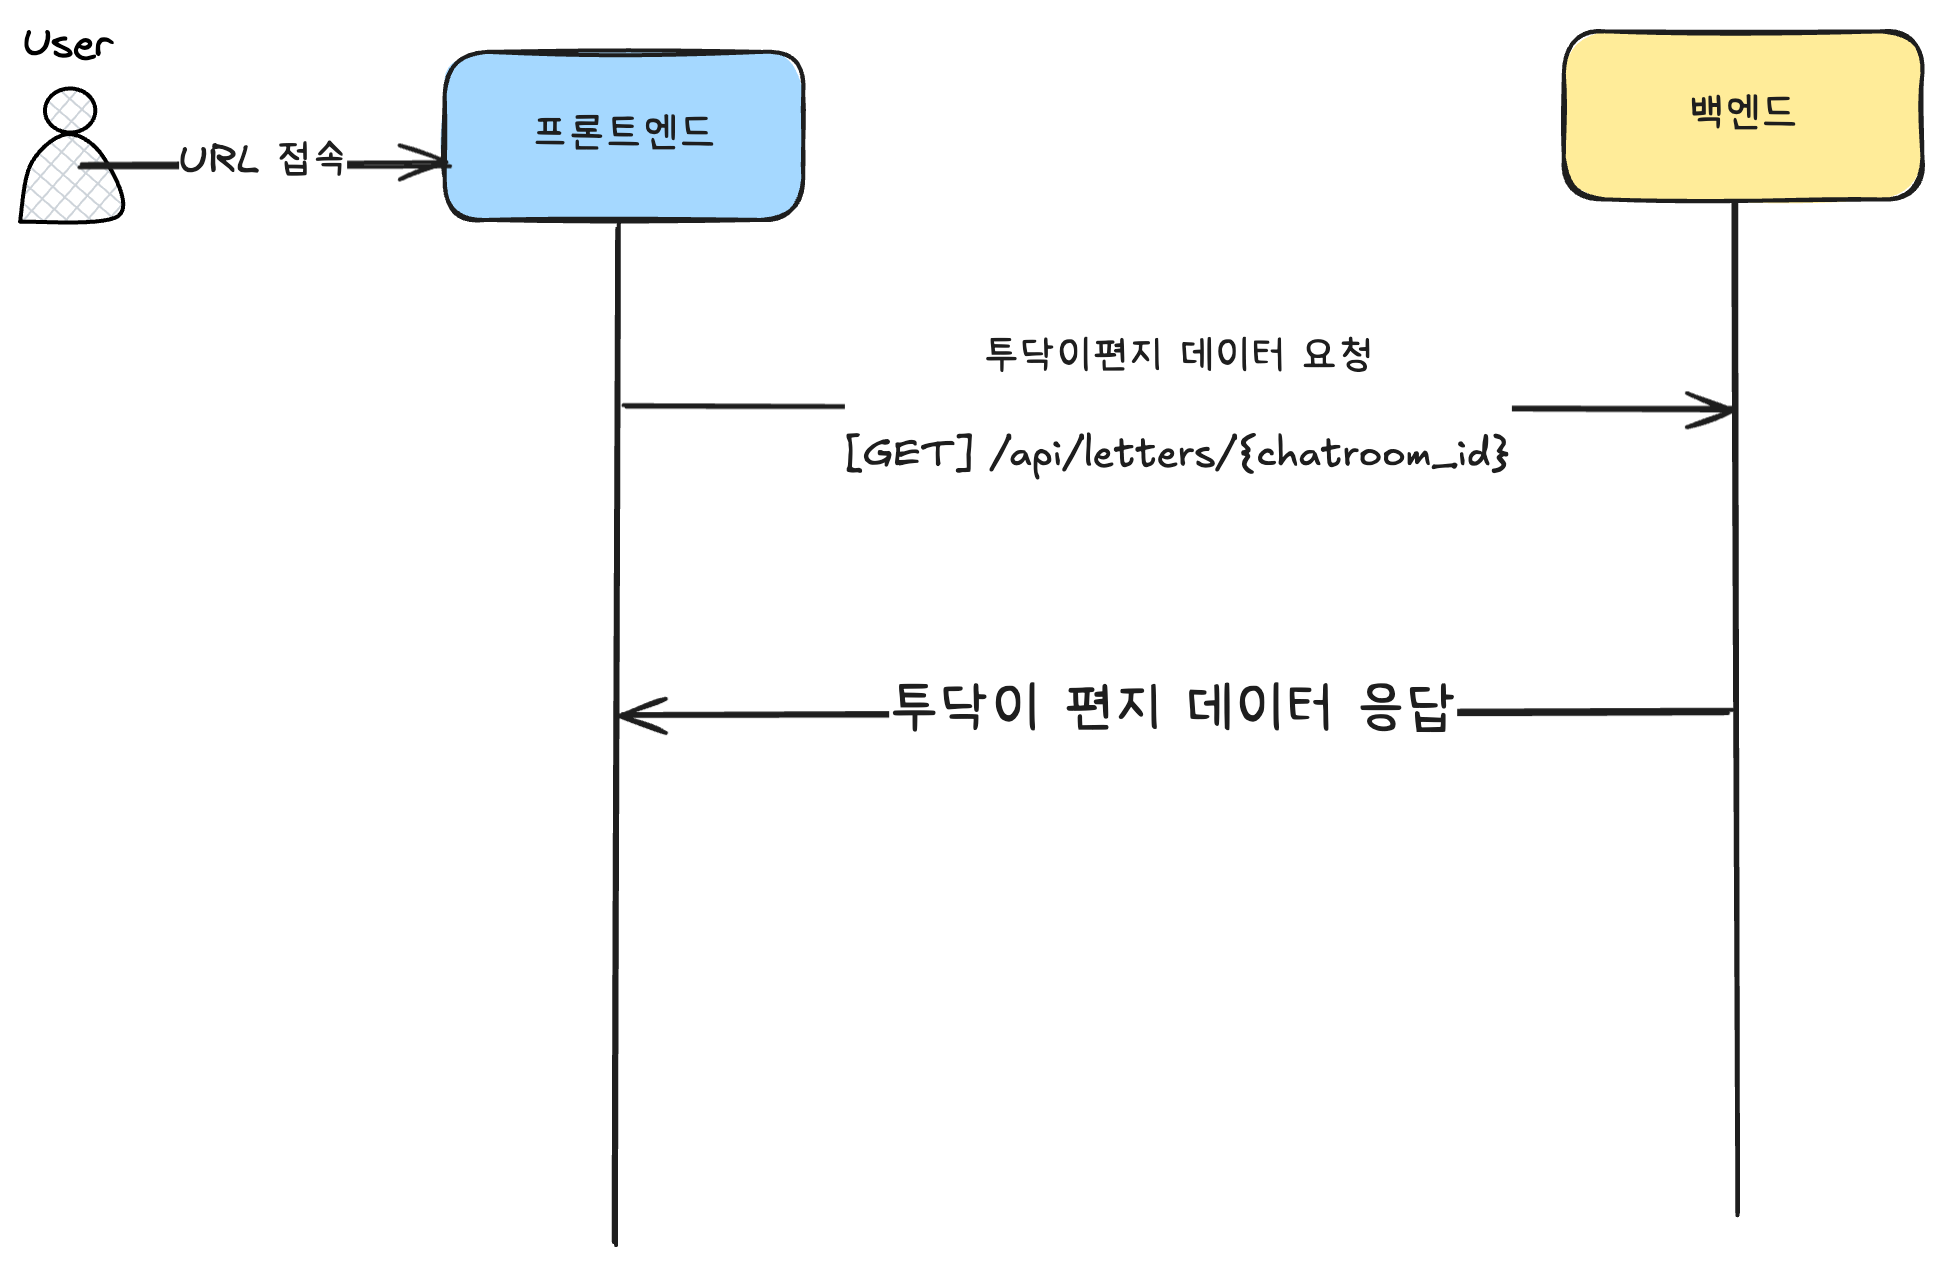 User
URL 접속
프론트엔드
백엔드
투닥이편지 데이터 요청
[GET] /api/letters/{chatroom_id}
투닥이 편지 데이터 응답